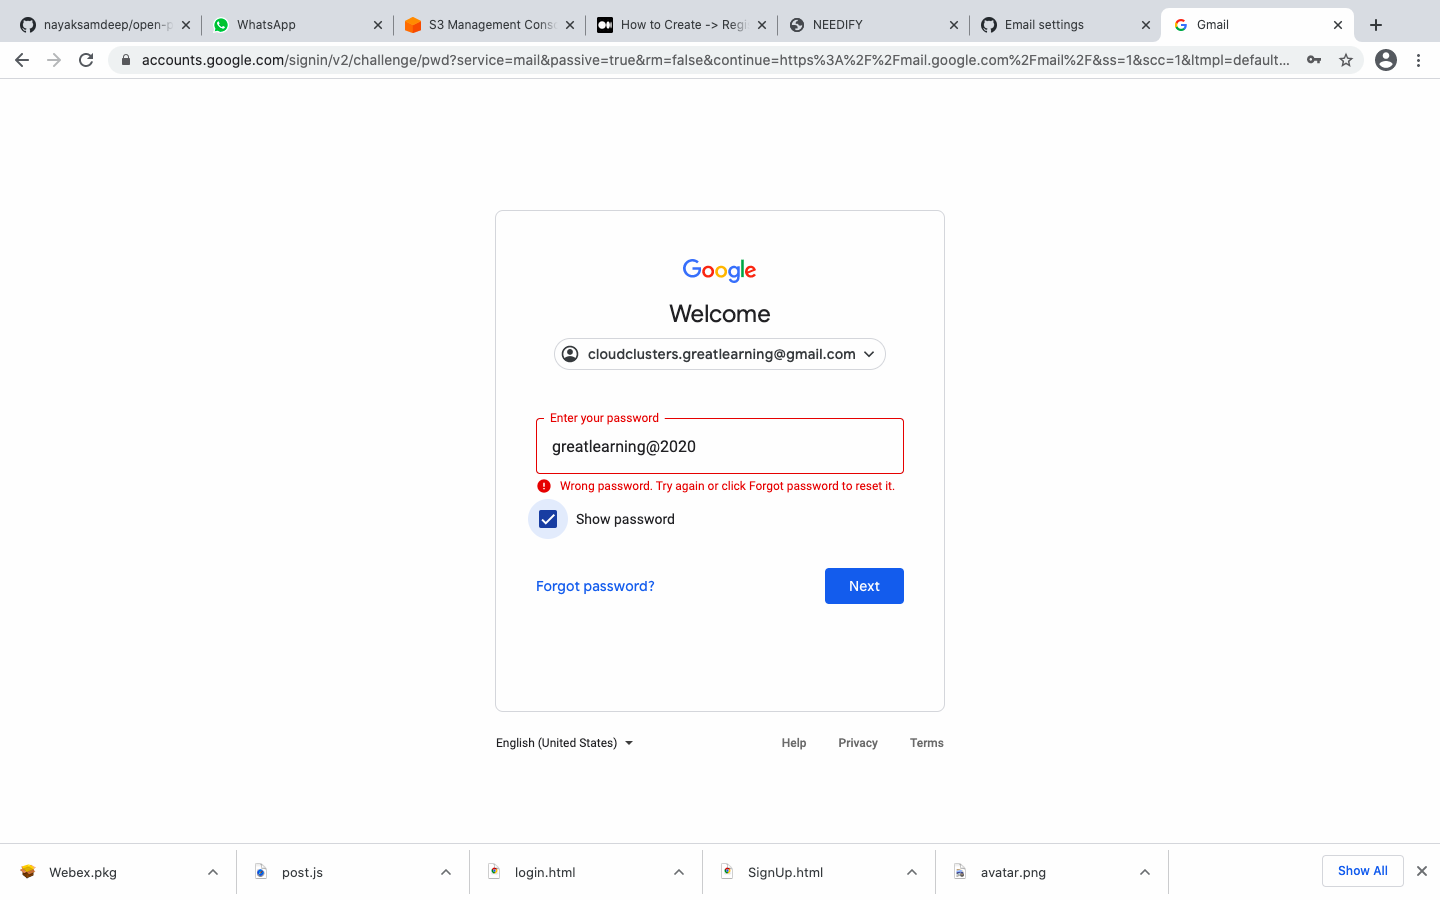 nayaksamdeep/open-p
WhatsApp
S3 Management Cons
How to Create -> Regi
NEEDIFY
Email settings
Gmail
accounts.google.com/signin/v2/challenge/pwd?service=mail&passive=true&rm=false&continue=https%3A%2F%2Fmail.google.com%2Fmail%2F&ss=1&scc=1&ltmpl=default...
Google
Welcome
cloudclusters.greatlearning@gmail.com
Enter your password
greatlearning@2020
Wrong password. Try again or click Forgot password to reset it.
Show password
Forgot password?
Next
English (United States)
Help
Privacy
Terms
Webex.pkg
post.js
login.html
SignUp.html
avatar.png
Show All